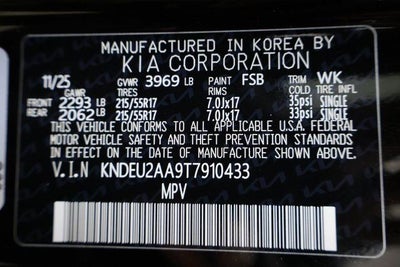 MANUFACTURED IN KOREA BY
KIA CORPORATION
11/25 GVWR 3969 LB PAINT FSB TRIM WK
GAWR TIRE RIM COLD TIRE INFL
FRONT 2293 LB 215/55R17 7.0Jx17 35psi SINGLE
REAR 2062 LB 215/55R17 7.0Jx17 33psi SINGLE
THIS VEHICLE CONFORMS TO ALL APPLICABLE U.S.A. FEDERAL
MOTOR VEHICLE SAFETY AND THEFT PREVENTION STANDARDS
IN EFFECT ON THE DATE OF MANUFACTURE SHOWN ABOVE.
V.I.N KNDEU2AA9T7910433
MPV